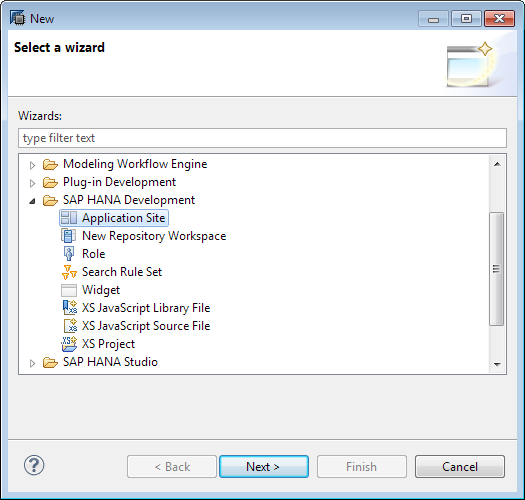 New
Select a wizard
Wizards:
type filter text
Modeling Workflow Engine
Plug-in Development
SAP HANA Development
Application Site
New Repository Workspace
Role
Search Rule Set
Widget
XS JavaScript Library File
XS JavaScript Source File
XS Project
SAP HANA Studio
? < Back Next > Finish Cancel